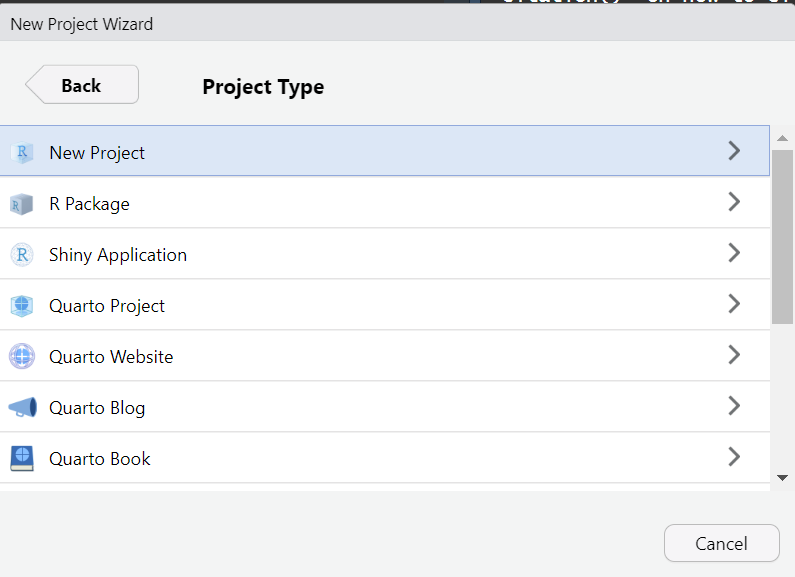 New Project Wizard
Back
Project Type
R New Project
R R Package
R Shiny Application
Quarto Project
Quarto Website
Quarto Blog
Quarto Book
Cancel